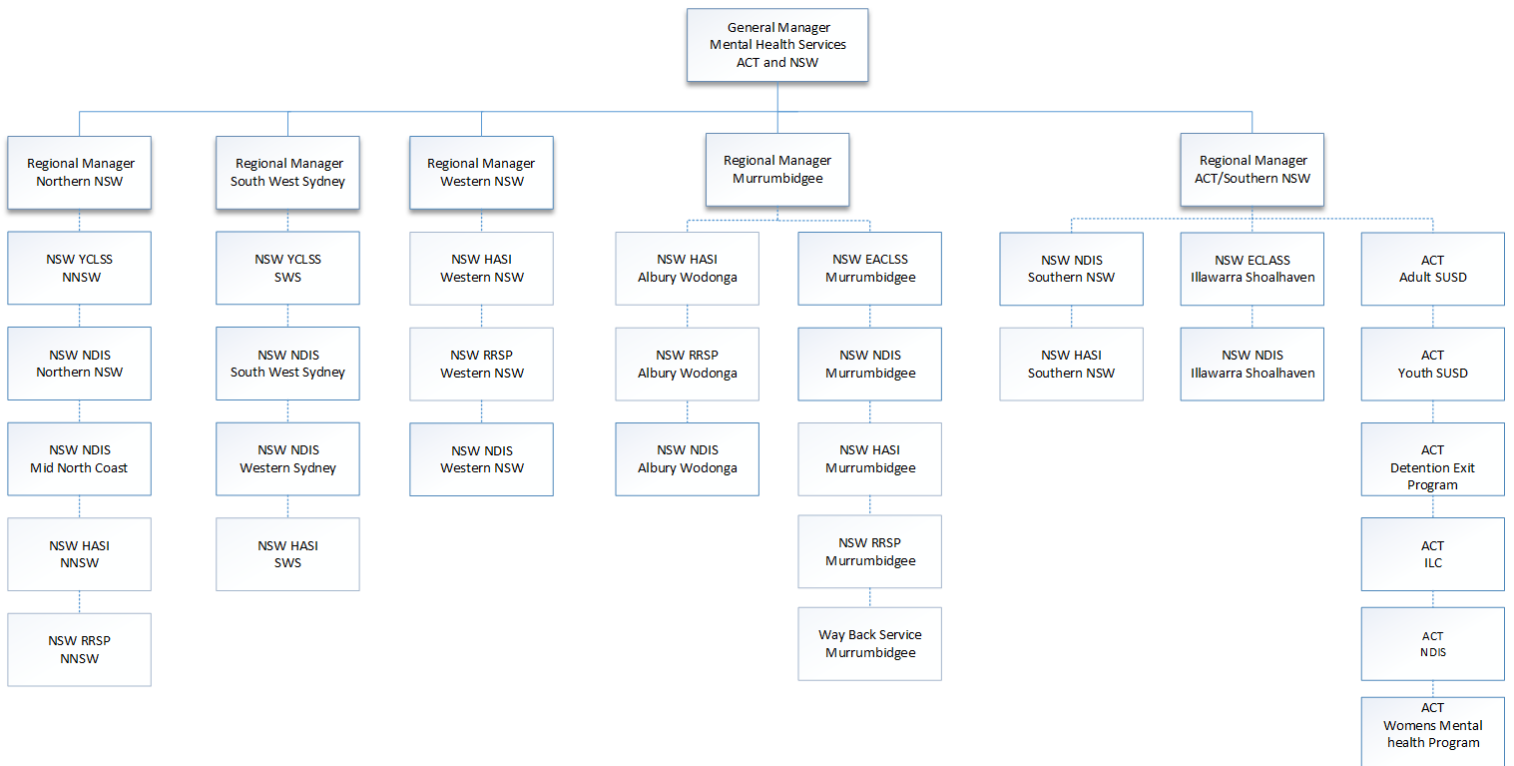 General Manager
Mental Health Services
ACT and NSW
Regional Manager
Northern NSW
Regional Manager
South West Sydney
Regional Manager
Western NSW
Regional Manager
Murrumbidgee
Regional Manager
ACT/Southern NSW
NSW YCLSS
NNSW
NSW NDIS
Northern NSW
NSW NDIS
Mid North Coast
NSW HASI
NNSW
NSW RRSP
NNSW
NSW YCLSS
SWS
NSW NDIS
South West Sydney
NSW NDIS
Western Sydney
NSW HASI
SWS
NSW HASI
Western NSW
NSW RRSP
Western NSW
NSW NDIS
Western NSW
NSW HASI
Albury Wodonga
NSW RRSP
Albury Wodonga
NSW NDIS
Albury Wodonga
NSW EACLSS
Murrumbidgee
NSW NDIS
Murrumbidgee
NSW HASI
Murrumbidgee
NSW RRSP
Murrumbidgee
Way Back Service
Murrumbidgee
NSW NDIS
Southern NSW
NSW HASI
Southern NSW
NSW ECLASS
Illawarra Shoalhaven
NSW NDIS
Illawarra Shoalhaven
ACT
Adult SUSD
ACT
Youth SUSD
ACT
Detention Exit
Program
ACT
ILC
ACT
NDIS
ACT
Womens Mental
health Program